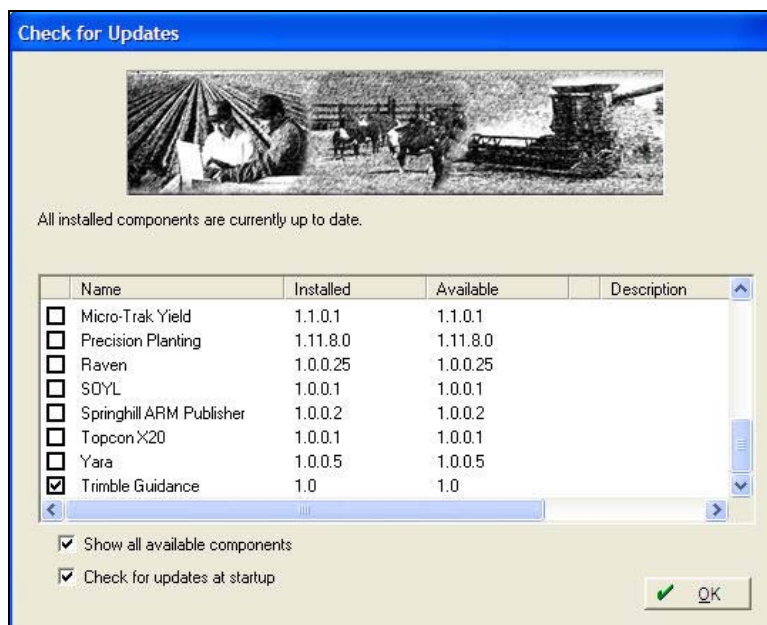 Check for Updates
All installed components are currently up to date.
Name Installed Available Description
Micro-Trak Yield 1.1.0.1 1.1.0.1
Precision Planting 1.11.8.0 1.11.8.0
Raven 1.0.0.25 1.0.0.25
SOYL 1.0.0.1 1.0.0.1
Springhill ARM Publisher 1.0.0.2 1.0.0.2
Topcon X20 1.0.0.1 1.0.0.1
Yara 1.0.0.5 1.0.0.5
Trimble Guidance 1.0 1.0
Show all available components
Check for updates at startup
OK